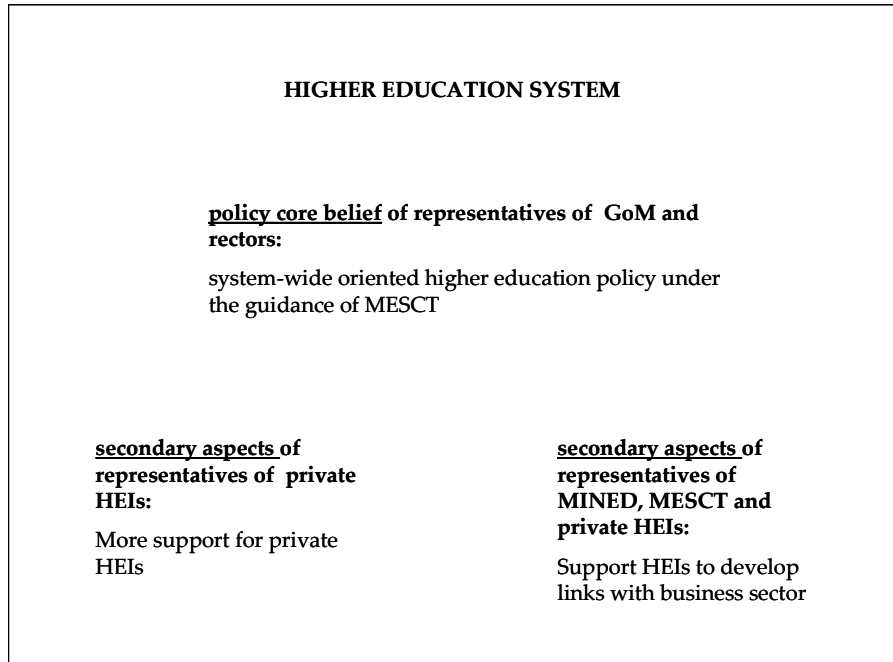 HIGHER EDUCATION SYSTEM
policy core belief of representatives of GoM and
rectors:
system-wide oriented higher education policy under
the guidance of MESCT
secondary aspects of
representatives of private
HEIs:
More support for private
HEIs
secondary aspects of
representatives of
MINED, MESCT and
private HEIs:
Support HEIs to develop
links with business sector